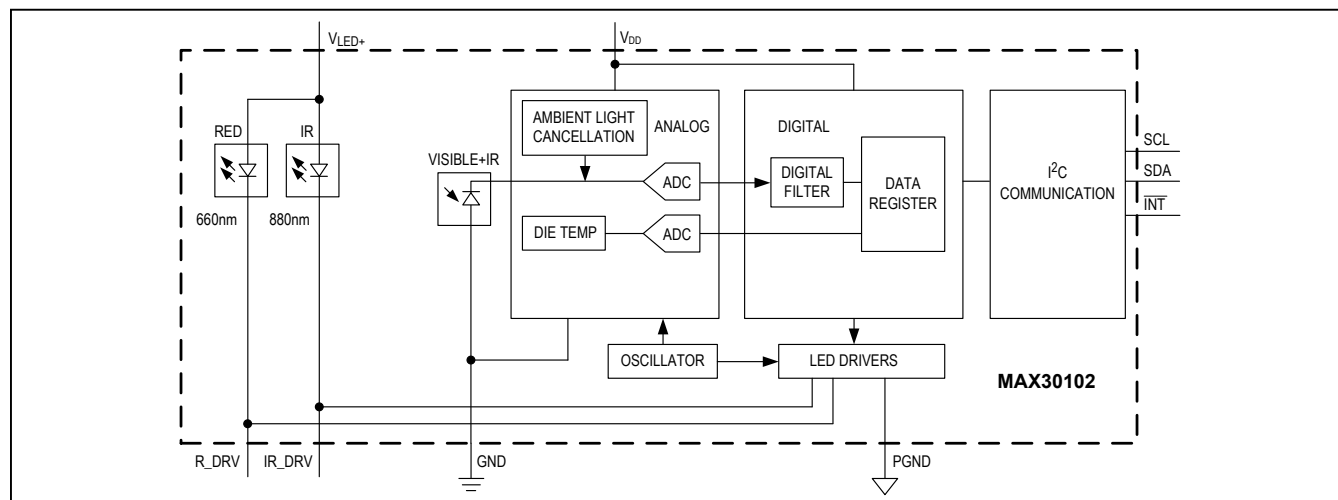 VLED+
VDD
RED
IR
660nm
880nm
VISIBLE+IR
AMBIENT LIGHT
CANCELLATION
ANALOG
ADC
DIE TEMP
ADC
DIGITAL
DIGITAL
FILTER
DATA
REGISTER
I²C
COMMUNICATION
SCL
SDA
INT
OSCILLATOR
LED DRIVERS
MAX30102
R_DRV
IR_DRV
GND
PGND